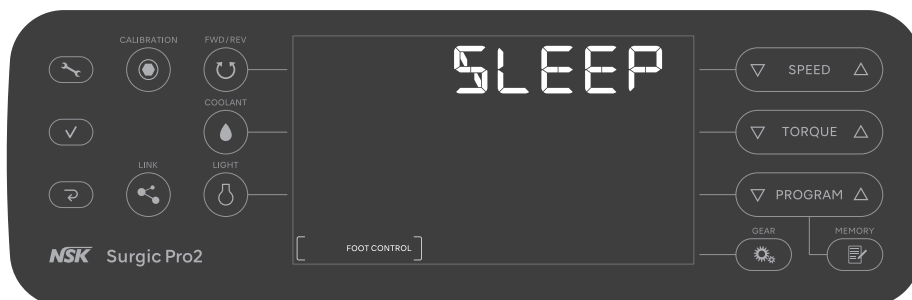 CALIBRATION FWD/REV
SLEEP
SPEED
COOLANT
TORQUE
LINK LIGHT
PROGRAM
GEAR MEMORY
FOOT CONTROL
NSK Surgic Pro2